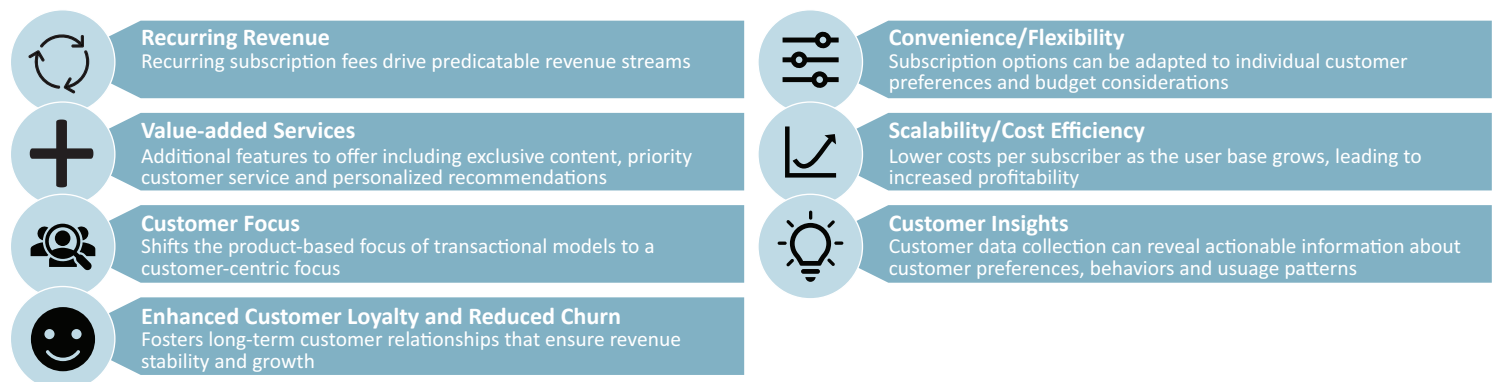 Recurring Revenue
Recurring subscription fees drive predicatable revenue streams
Value-added Services
Additional features to offer including exclusive content, priority
customer service and personalized recommendations
Customer Focus
Shifts the product-based focus of transactional models to a
customer-centric focus
Enhanced Customer Loyalty and Reduced Churn
Fosters long-term customer relationships that ensure revenue
stability and growth
Convenience/Flexibility
Subscription options can be adapted to individual customer
preferences and budget considerations
Scalability/Cost Efficiency
Lower costs per subscriber as the user base grows, leading to
increased profitability
Customer Insights
Customer data collection can reveal actionable information about
customer preferences, behaviors and usuage patterns